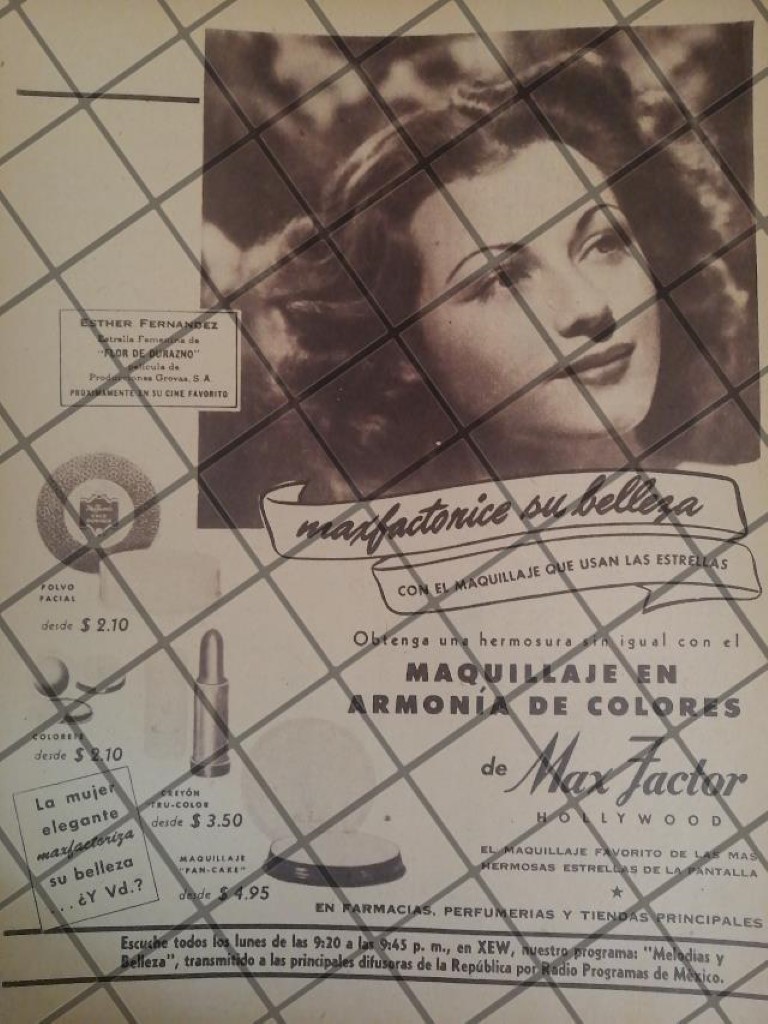 ESTHER FERNANDEZ
Estrella Femenina de
"FLOR DE DURAZNO"
película de
Producciones Grovas, S. A.
PROXIMAMENTE EN SU CINE FAVORITO
maxfactorice su belleza
CON EL MAQUILLAJE QUE USAN LAS ESTRELLAS
POLVO
FACIAL
desde $ 2.10
COLORETE
desde $ 2.10
CREYÓN
TRU-COLOR
desde $ 3.50
MAQUILLAJE
"PAN-CAKE"
desde $ 4.95
La mujer
elegante
maxfactoriza
su belleza
...¿Y Vd.?
Obtenga una hermosura sin igual con el
MAQUILLAJE EN
ARMONÍA DE COLORES
de Max Factor
HOLLYWOOD
EL MAQUILLAJE FAVORITO DE LAS MAS
HERMOSAS ESTRELLAS DE LA PANTALLA
EN FARMACIAS, PERFUMERIAS Y TIENDAS PRINCIPALES
Escuche todos los lunes de las 9:20 a las 9:45 p. m., en XEW, nuestro programa: "Melodías y
Belleza", transmitido a las principales difusoras de la República por Radio Programas de México.